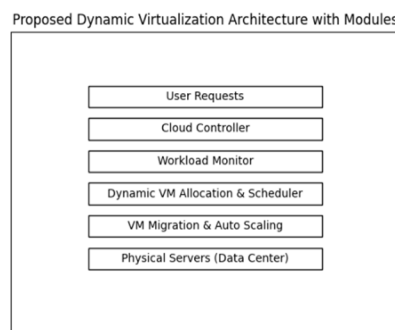 Proposed Dynamic Virtualization Architecture with Modules
User Requests
Cloud Controller
Workload Monitor
Dynamic VM Allocation & Scheduler
VM Migration & Auto Scaling
Physical Servers (Data Center)